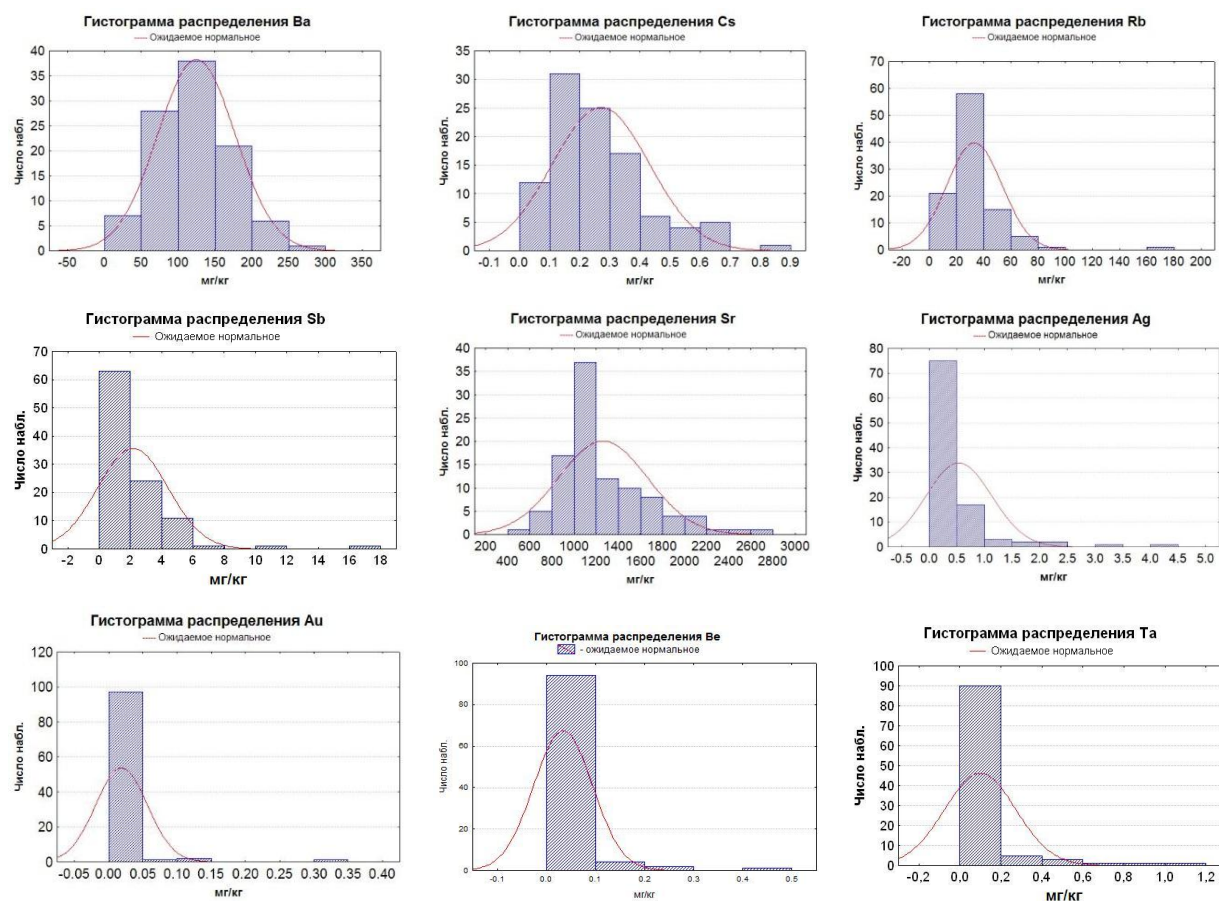 Гистограмма распределения Ba
Ожидаемое нормальное
Число набл.
40
35
30
25
20
15
10
5
0
-50 0 50 100 150 200 250 300 350
мг/кг
Гистограмма распределения Cs
Ожидаемое нормальное
Число набл.
35
30
25
20
15
10
5
0
-0.1 0.0 0.1 0.2 0.3 0.4 0.5 0.6 0.7 0.8 0.9
мг/кг
Гистограмма распределения Rb
Ожидаемое нормальное
Число набл.
70
60
50
40
30
20
10
0
-20 0 20 40 60 80 100 120 140 160 180 200
мг/кг
Гистограмма распределения Sb
Ожидаемое нормальное
Число набл.
70
60
50
40
30
20
10
0
-2 0 2 4 6 8 10 12 14 16 18
мг/кг
Гистограмма распределения Sr
Ожидаемое нормальное
Число набл.
40
35
30
25
20
15
10
5
0
200 600 1000 1400 1800 2200 2600 3000
400 800 1200 1600 2000 2400 2800
мг/кг
Гистограмма распределения Ag
Ожидаемое нормальное
Число набл.
80
70
60
50
40
30
20
10
0
-0.5 0.0 0.5 1.0 1.5 2.0 2.5 3.0 3.5 4.0 4.5 5.0
мг/кг
Гистограмма распределения Au
Ожидаемое нормальное
Число набл.
120
100
80
60
40
20
0
-0.05 0.00 0.05 0.10 0.15 0.20 0.25 0.30 0.35 0.40
мг/кг
Гистограмма распределения Be
- ожидаемое нормальное
Число набл.
100
80
60
40
20
0
-0.1 0.0 0.1 0.2 0.3 0.4 0.5
мг/кг
Гистограмма распределения Ta
Ожидаемое нормальное
Число набл.
100
90
80
70
60
50
40
30
20
10
0
-0,2 0,0 0,2 0,4 0,6 0,8 1,0 1,2
мг/кг